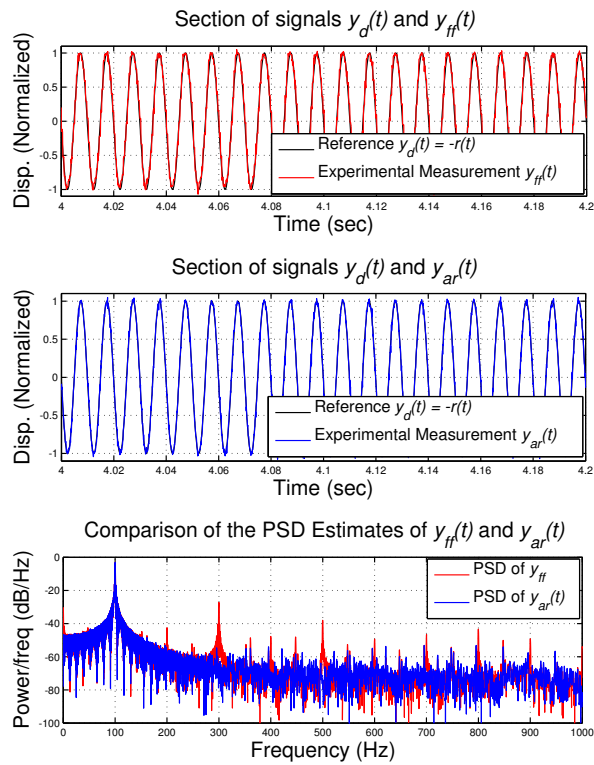 Section of signals y_d(t) and y_ff(t)
Disp. (Normalized)
1
0.5
0
-0.5
-1
Reference y_d(t) = -r(t)
Experimental Measurement y_ff(t)
4 4.02 4.04 4.06 4.08 4.1 4.12 4.14 4.16 4.18 4.2
Time (sec)
Section of signals y_d(t) and y_ar(t)
Disp. (Normalized)
1
0.5
0
-0.5
-1
Reference y_d(t) = -r(t)
Experimental Measurement y_ar(t)
4 4.02 4.04 4.06 4.08 4.1 4.12 4.14 4.16 4.18 4.2
Time (sec)
Comparison of the PSD Estimates of y_ff(t) and y_ar(t)
Power/freq (dB/Hz)
0
-20
-40
-60
-80
-100
PSD of y_ff
PSD of y_ar(t)
0 100 200 300 400 500 600 700 800 900 1000
Frequency (Hz)